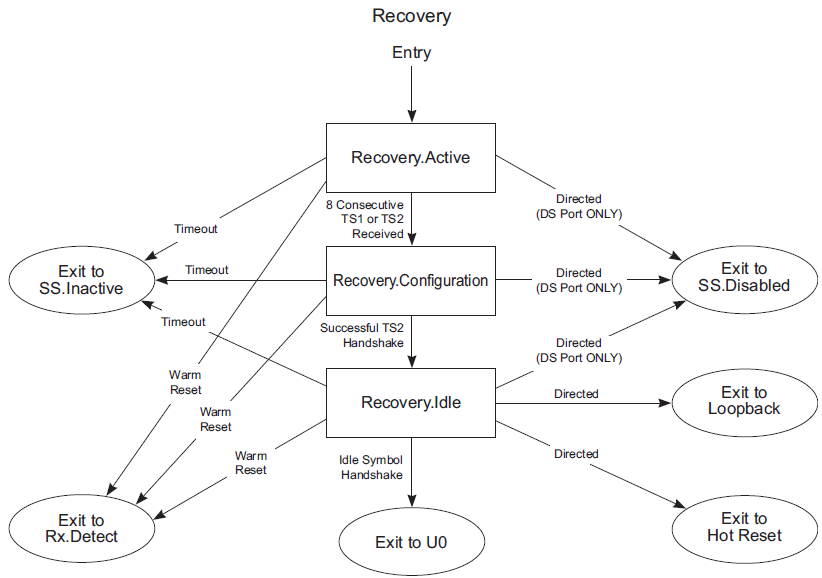 Recovery
Entry
Recovery.Active
8 Consecutive
TS1 or TS2
Received
Directed
(DS Port ONLY)
Timeout
Exit to
SS.Inactive
Timeout
Recovery.Configuration
Directed
(DS Port ONLY)
Exit to
SS.Disabled
Timeout
Successful TS2
Handshake
Directed
(DS Port ONLY)
Warm
Reset
Recovery.Idle
Directed
Exit to
Loopback
Warm
Reset
Warm
Reset
Idle Symbol
Handshake
Directed
Exit to
Rx.Detect
Exit to U0
Exit to
Hot Reset